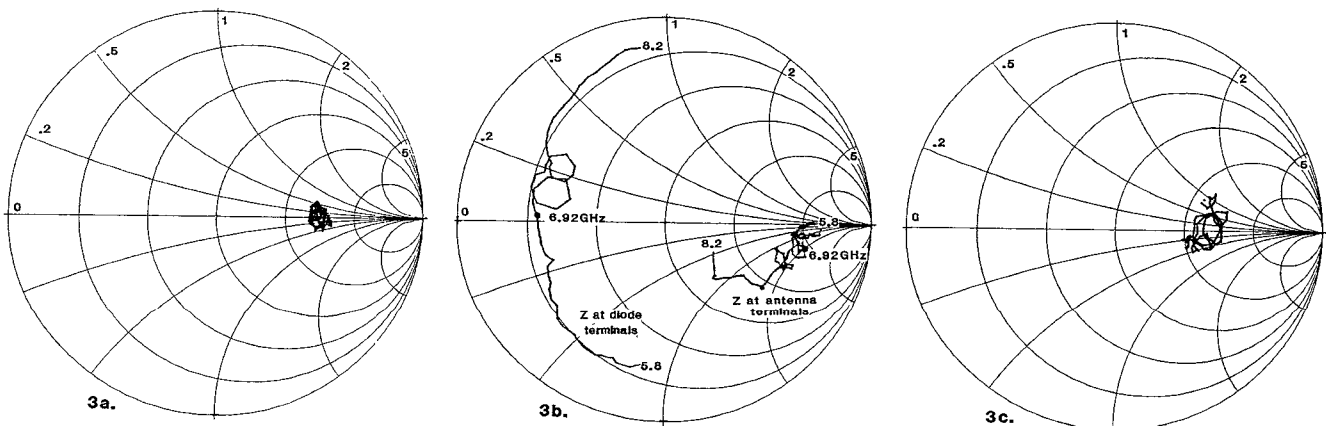 1
.5
2
.2
5
0
3a.
1
8.2
.5
2
.2
5
0
6.92GHz
5.8
8.2
6.92GHz
Z at antenna
terminals
Z at diode
terminals
5.8
3b.
1
.5
2
.2
5
0
3c.